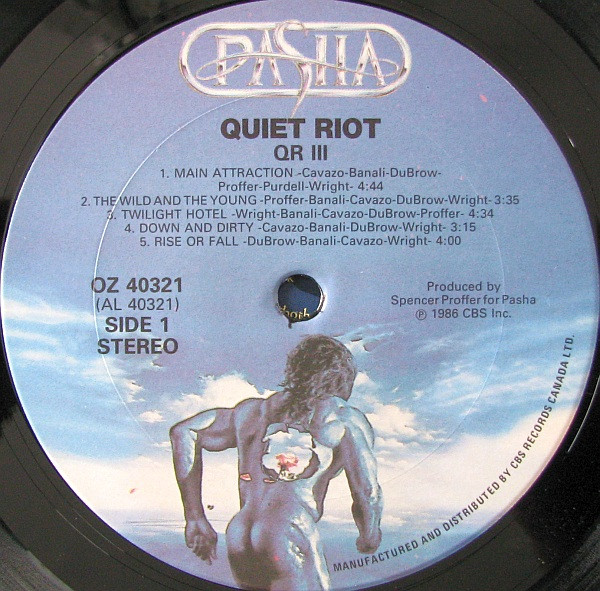 PASHA
QUIET RIOT
QR III
1. MAIN ATTRACTION -Cavazo-Banali-DuBrow-
Proffer-Purdell-Wright- 4:44
2. THE WILD AND THE YOUNG -Proffer-Banali-Cavazo-DuBrow-Wright- 3:35
3. TWILIGHT HOTEL -Wright-Banali-Cavazo-DuBrow-Proffer- 4:34
4. DOWN AND DIRTY -Cavazo-Banali-DuBrow-Wright- 3:15
5. RISE OR FALL -DuBrow-Banali-Cavazo-Wright- 4:00
OZ 40321
(AL 40321)
SIDE 1
STEREO
Produced by
Spencer Proffer for Pasha
℗ 1986 CBS Inc.
MANUFACTURED AND DISTRIBUTED BY CBS RECORDS CANADA LTD.